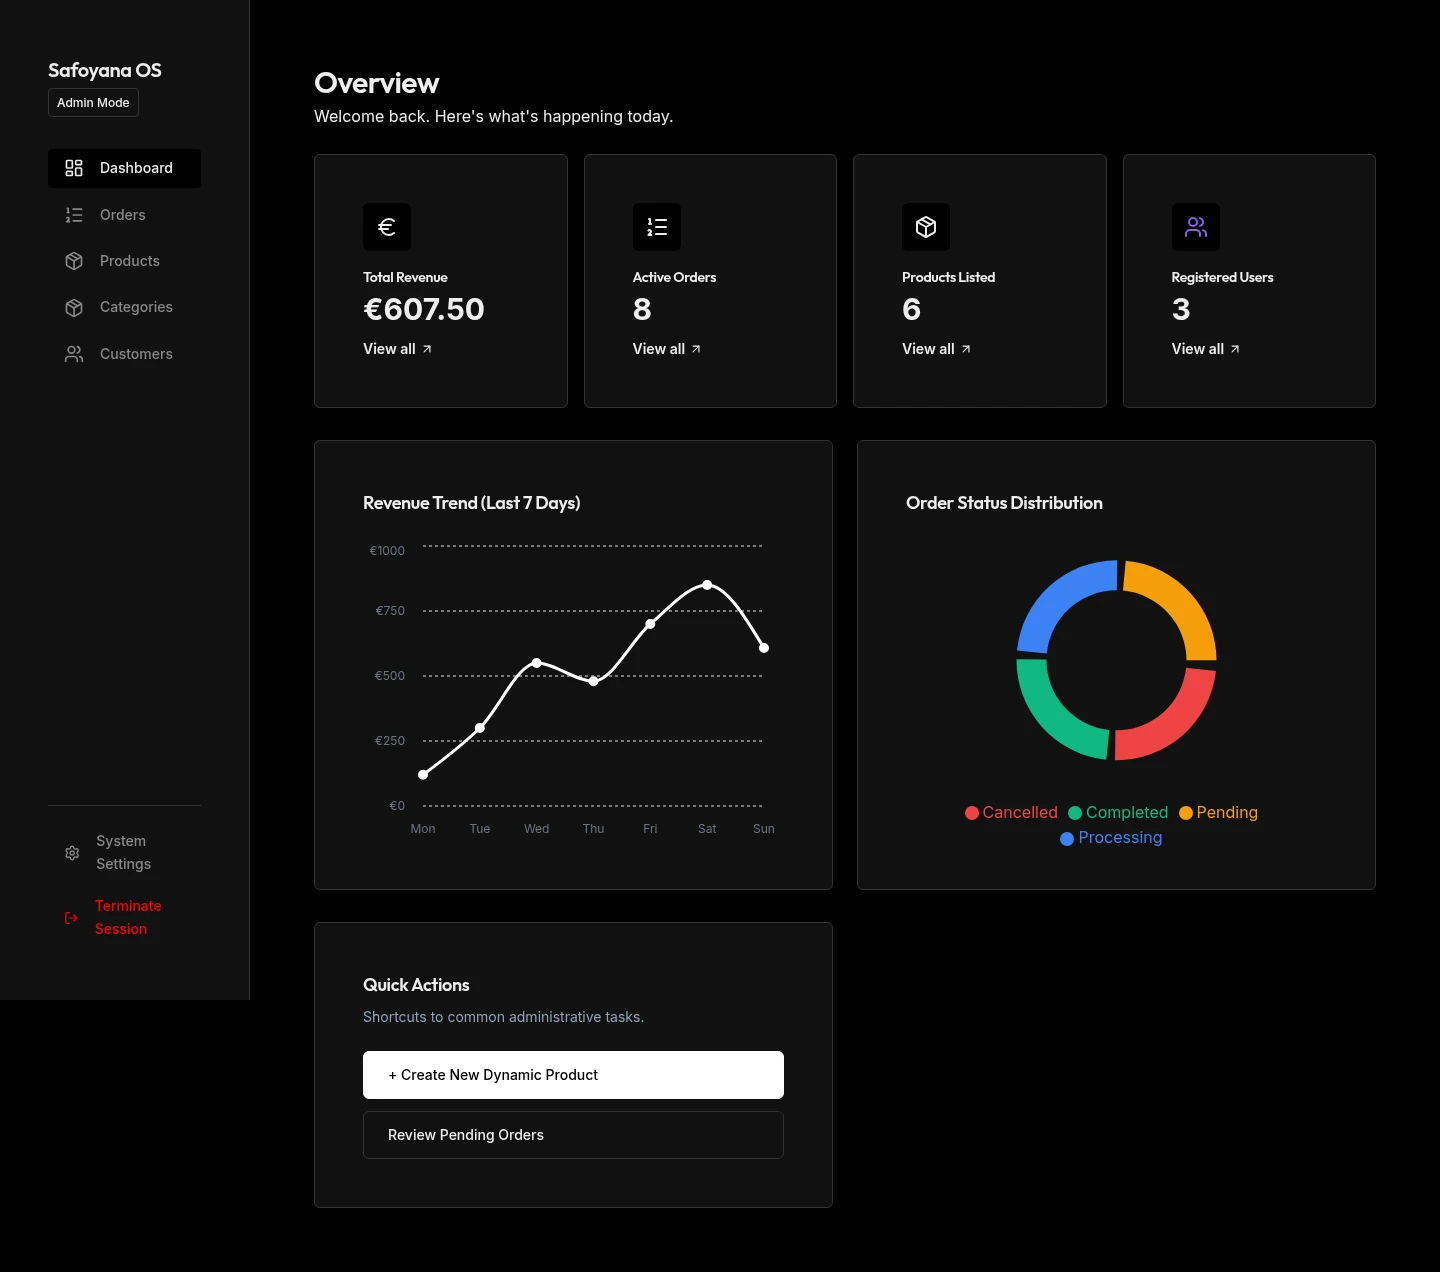 Safoyana OS
Admin Mode
Dashboard
Orders
Products
Categories
Customers
System
Settings
Terminate
Session
Overview
Welcome back. Here's what's happening today.
Total Revenue
€607.50
View all
Active Orders
8
View all
Products Listed
6
View all
Registered Users
3
View all
Revenue Trend (Last 7 Days)
€1000
€750
€500
€250
€0
Mon Tue Wed Thu Fri Sat Sun
Order Status Distribution
Cancelled Completed Pending
Processing
Quick Actions
Shortcuts to common administrative tasks.
+ Create New Dynamic Product
Review Pending Orders